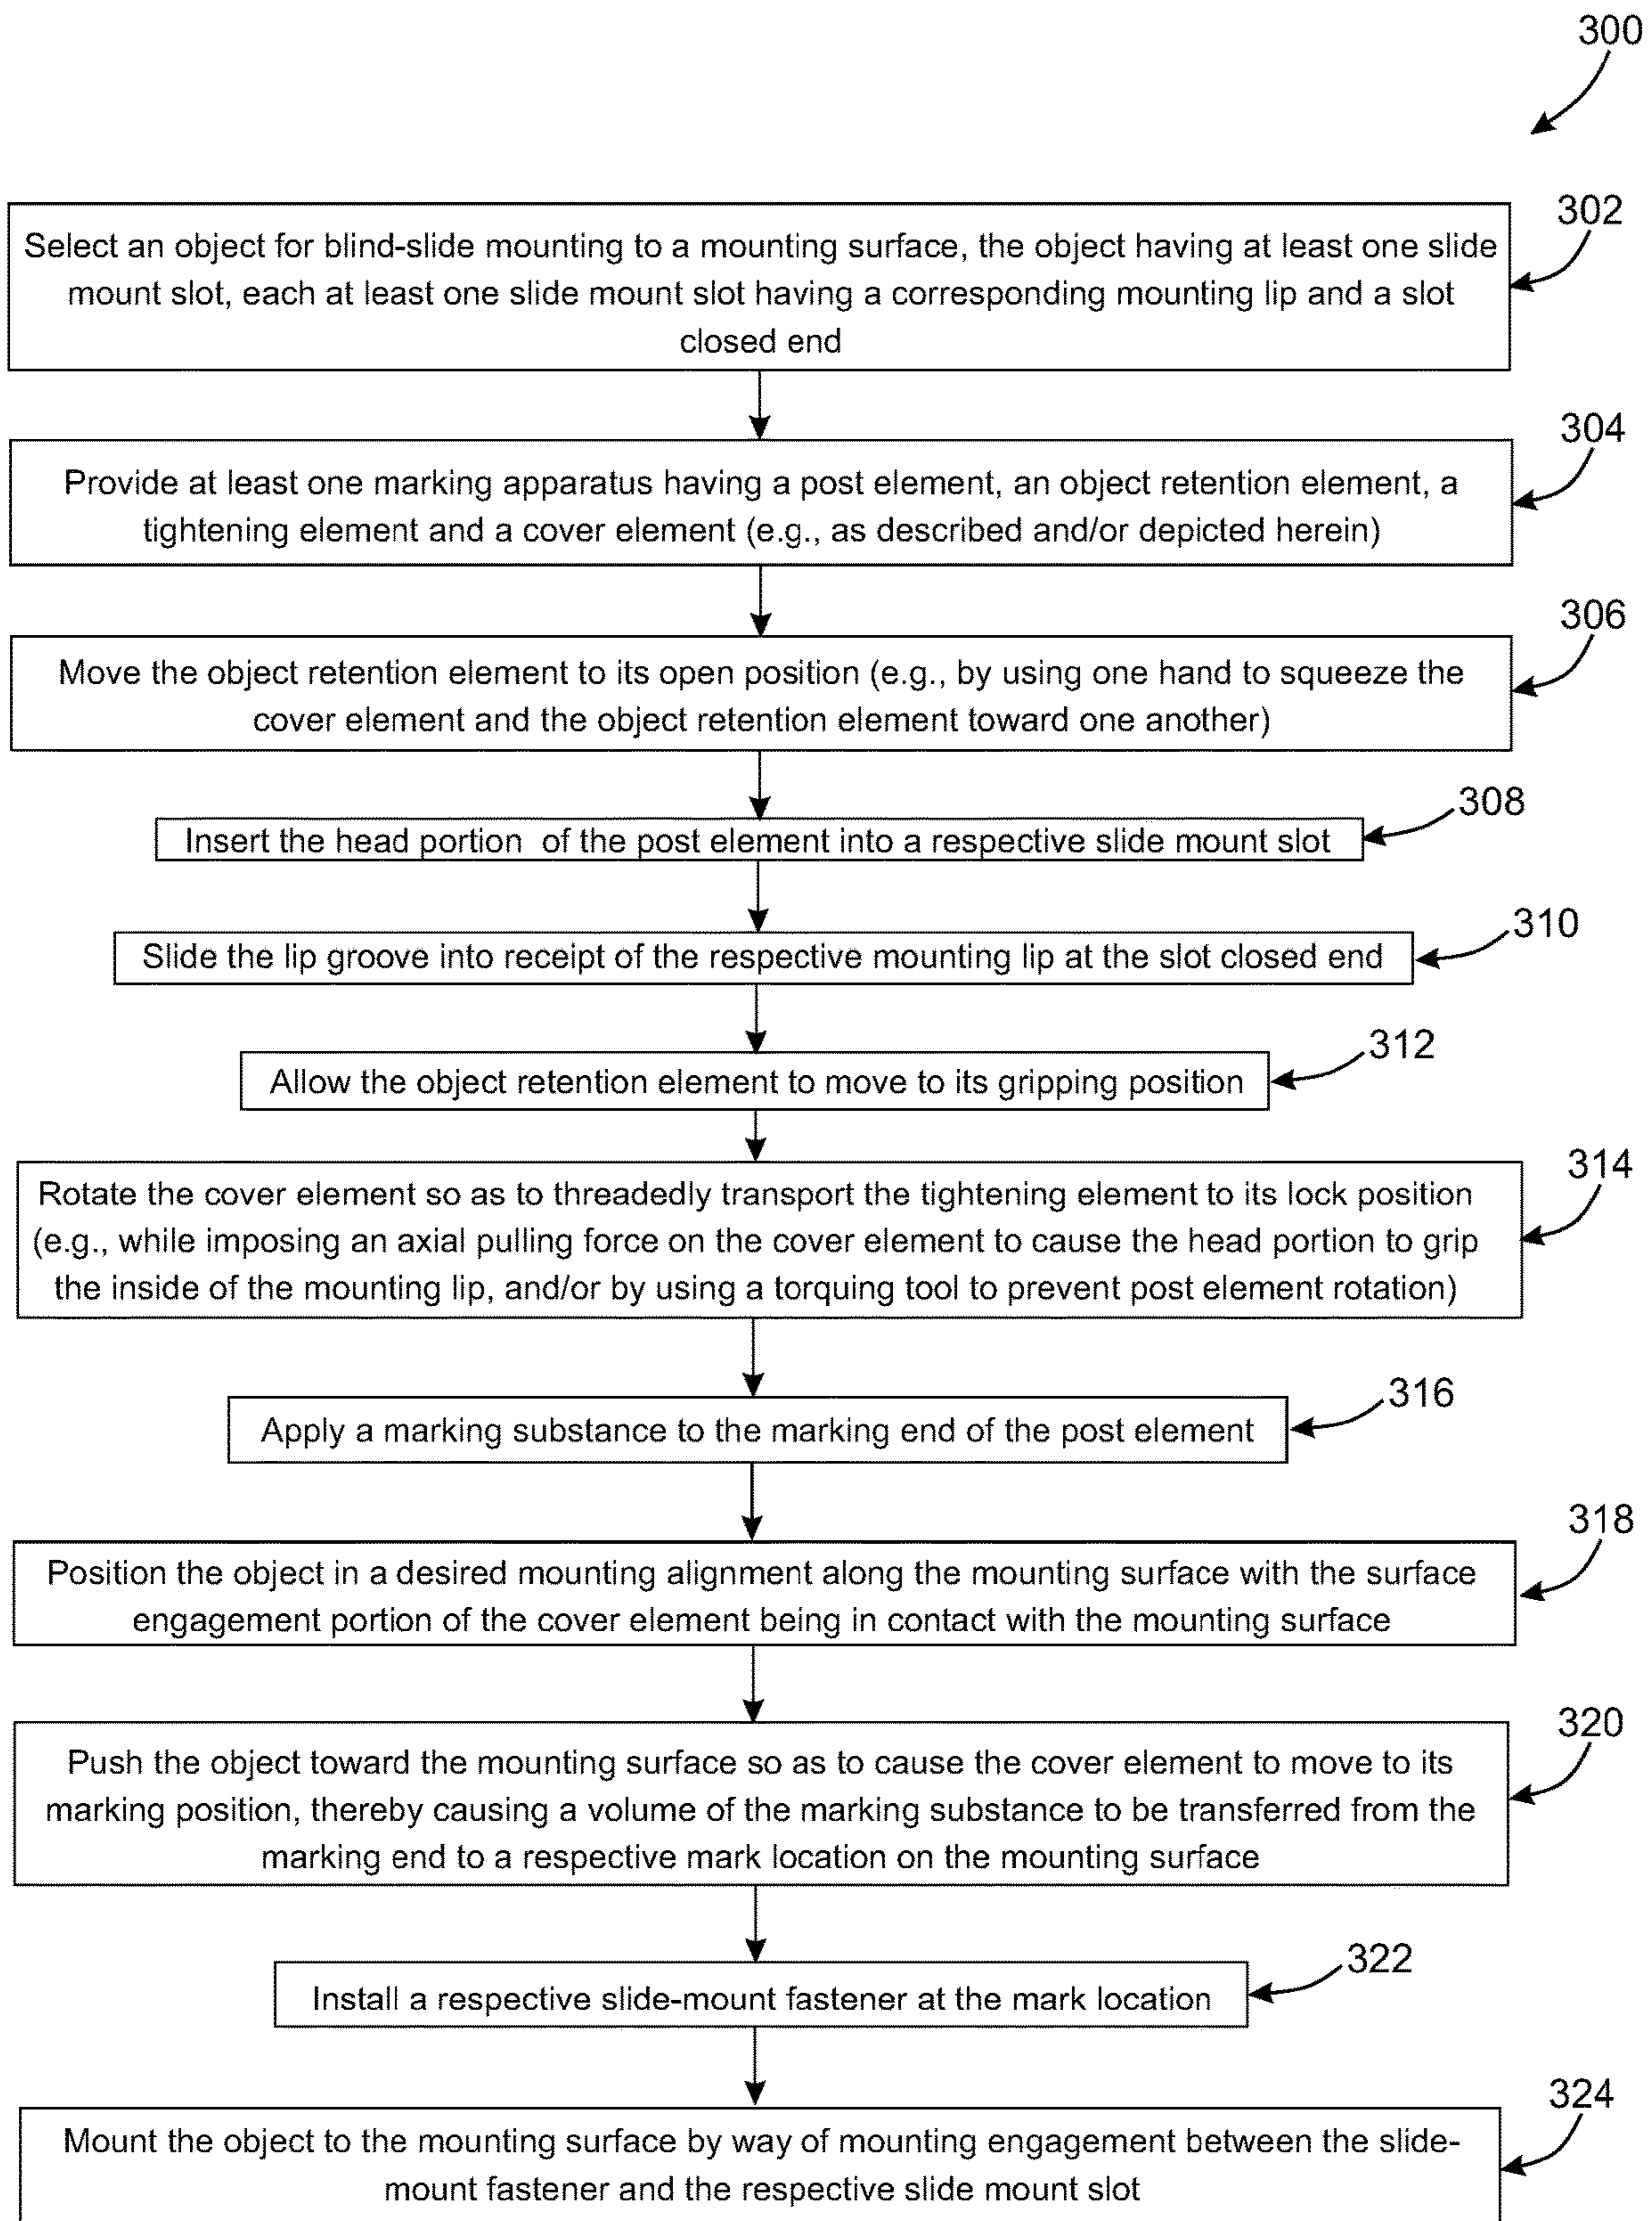 300
302
Select an object for blind-slide mounting to a mounting surface, the object having at least one slide
mount slot, each at least one slide mount slot having a corresponding mounting lip and a slot
closed end
304
Provide at least one marking apparatus having a post element, an object retention element, a
tightening element and a cover element (e.g., as described and/or depicted herein)
306
Move the object retention element to its open position (e.g., by using one hand to squeeze the
cover element and the object retention element toward one another)
308
Insert the head portion of the post element into a respective slide mount slot
310
Slide the lip groove into receipt of the respective mounting lip at the slot closed end
312
Allow the object retention element to move to its gripping position
314
Rotate the cover element so as to threadedly transport the tightening element to its lock position
(e.g., while imposing an axial pulling force on the cover element to cause the head portion to grip
the inside of the mounting lip, and/or by using a torquing tool to prevent post element rotation)
316
Apply a marking substance to the marking end of the post element
318
Position the object in a desired mounting alignment along the mounting surface with the surface
engagement portion of the cover element being in contact with the mounting surface
320
Push the object toward the mounting surface so as to cause the cover element to move to its
marking position, thereby causing a volume of the marking substance to be transferred from the
marking end to a respective mark location on the mounting surface
322
Install a respective slide-mount fastener at the mark location
324
Mount the object to the mounting surface by way of mounting engagement between the slide-
mount fastener and the respective slide mount slot